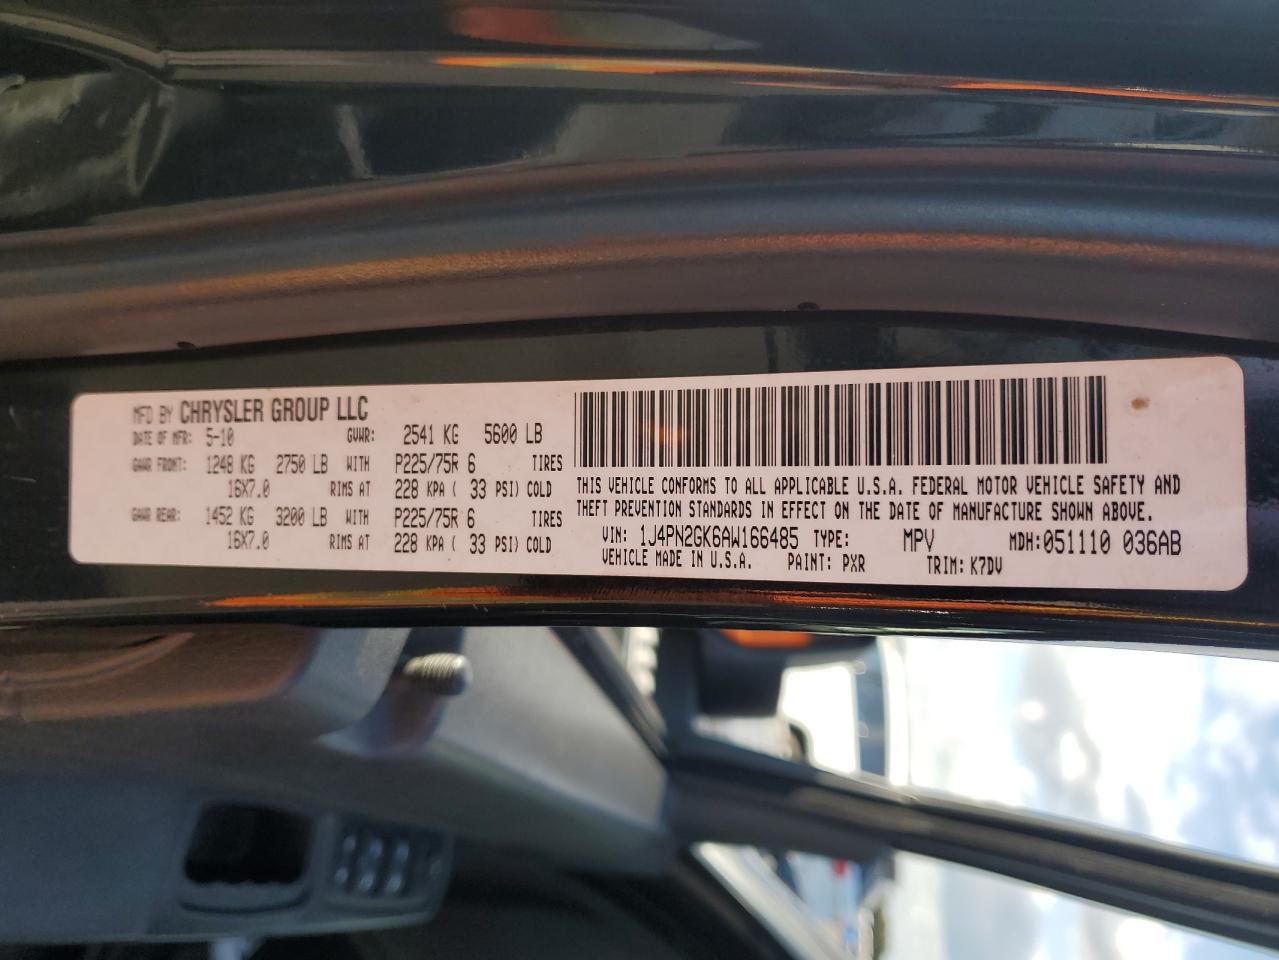 MFD BY CHRYSLER GROUP LLC
DATE OF MFR: 5-10 GVWR: 2541 KG 5600 LB
GAWR FRONT: 1248 KG 2750 LB WITH P225/75R 6 TIRES
16X7.0 RIMS AT 228 KPA ( 33 PSI) COLD
GAWR REAR: 1452 KG 3200 LB WITH P225/75R 6 TIRES
16X7.0 RIMS AT 228 KPA ( 33 PSI) COLD
THIS VEHICLE CONFORMS TO ALL APPLICABLE U.S.A. FEDERAL MOTOR VEHICLE SAFETY AND
THEFT PREVENTION STANDARDS IN EFFECT ON THE DATE OF MANUFACTURE SHOWN ABOVE.
VIN: 1J4PN2GK6AW166485 TYPE: MPV MDH:051110 036AB
VEHICLE MADE IN U.S.A. PAINT: PXR TRIM: K7DV